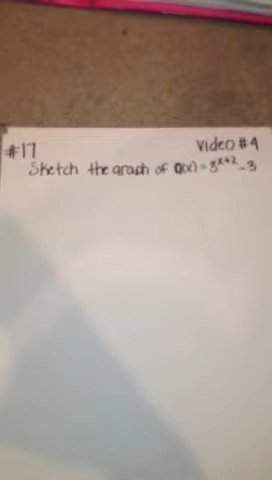 #17 Video #4
Sketch the graph of g(x) = 3^x+2 - 3